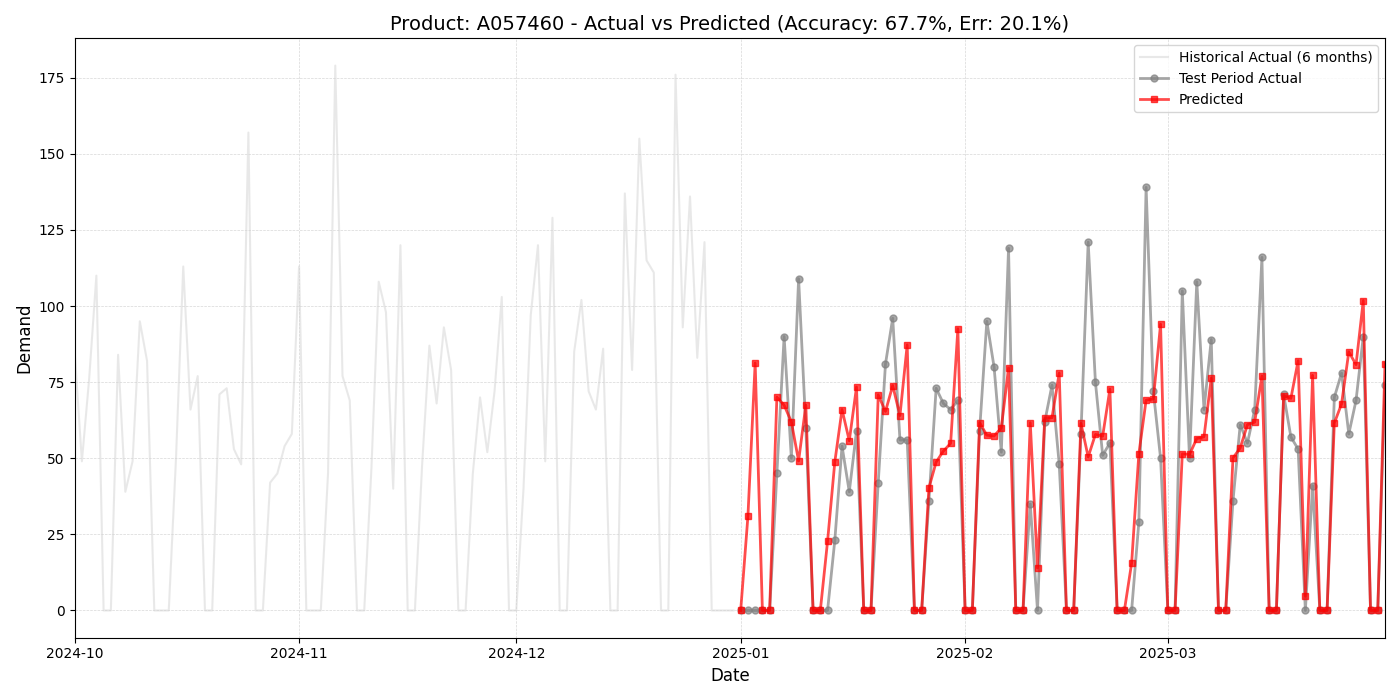 Product: A057460 - Actual vs Predicted (Accuracy: 67.7%, Err: 20.1%)
Historical Actual (6 months)
Test Period Actual
Predicted
175
150
125
100
75
50
25
0
Demand
2024-10
2024-11
2024-12
2025-01
2025-02
2025-03
Date